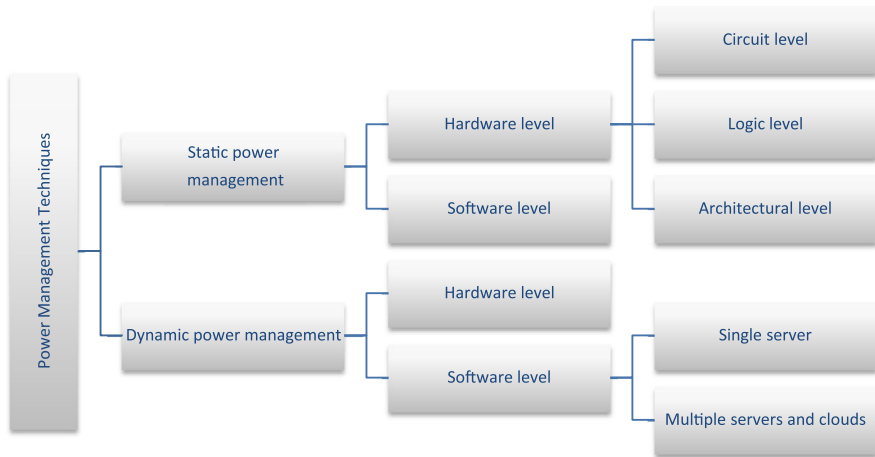 Power Management Techniques
Static power
management
Hardware level
Circuit level
Logic level
Architectural level
Software level
Dynamic power management
Hardware level
Software level
Single server
Multiple servers and clouds